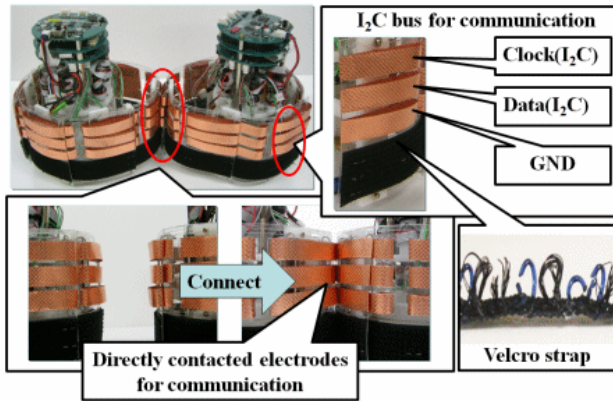 I₂C bus for communication
Clock(I₂C)
Data(I₂C)
GND
Connect
Directly contacted electrodes
for communication
Velcro strap